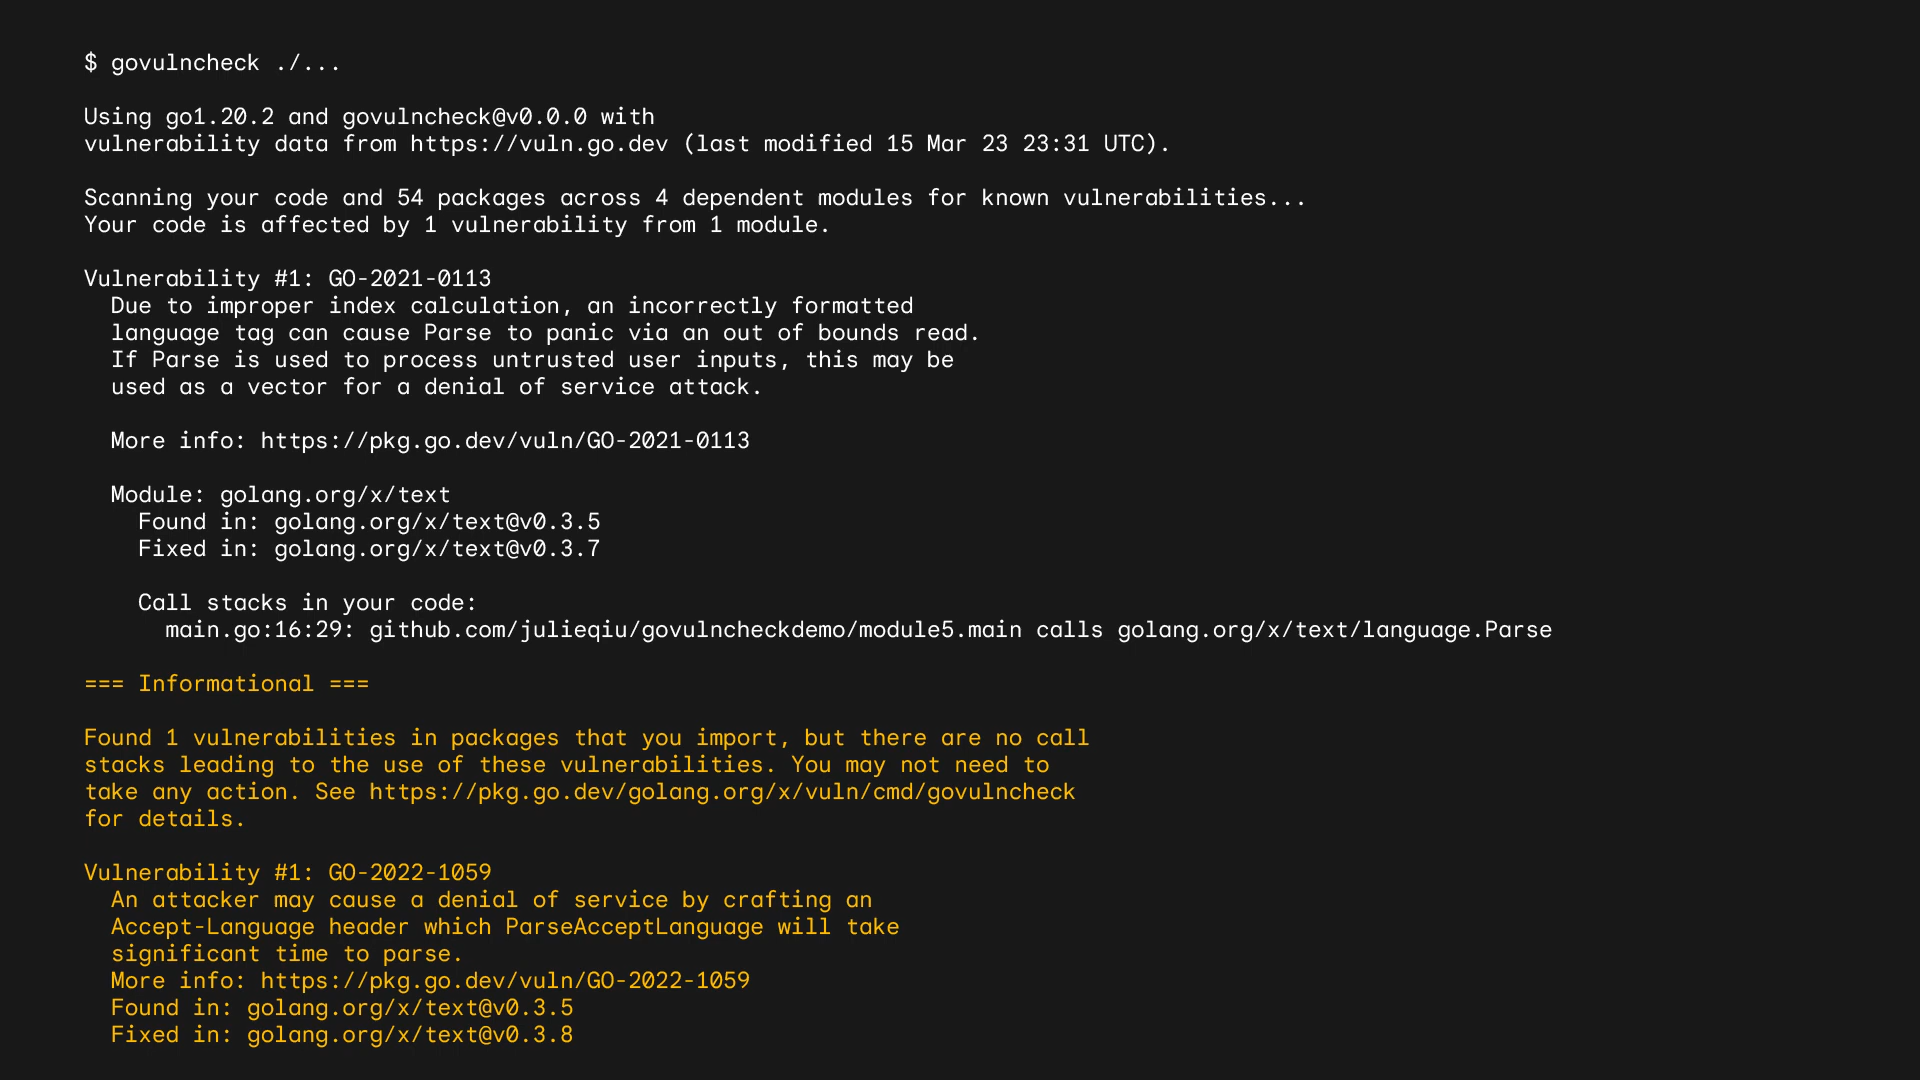 $ govulncheck ./...
Using go1.20.2 and govulncheck@v0.0.0 with
vulnerability data from https://vuln.go.dev (last modified 15 Mar 23 23:31 UTC).
Scanning your code and 54 packages across 4 dependent modules for known vulnerabilities...
Your code is affected by 1 vulnerability from 1 module.
Vulnerability #1: GO-2021-0113
Due to improper index calculation, an incorrectly formatted
language tag can cause Parse to panic via an out of bounds read.
If Parse is used to process untrusted user inputs, this may be
used as a vector for a denial of service attack.
More info: https://pkg.go.dev/vuln/GO-2021-0113
Module: golang.org/x/text
Found in: golang.org/x/text@v0.3.5
Fixed in: golang.org/x/text@v0.3.7
Call stacks in your code:
main.go:16:29: github.com/julieqiu/govulncheckdemo/module5.main calls golang.org/x/text/language.Parse
=== Informational ===
Found 1 vulnerabilities in packages that you import, but there are no call
stacks leading to the use of these vulnerabilities. You may not need to
take any action. See https://pkg.go.dev/golang.org/x/vuln/cmd/govulncheck
for details.
Vulnerability #1: GO-2022-1059
An attacker may cause a denial of service by crafting an
Accept-Language header which ParseAcceptLanguage will take
significant time to parse.
More info: https://pkg.go.dev/vuln/GO-2022-1059
Found in: golang.org/x/text@v0.3.5
Fixed in: golang.org/x/text@v0.3.8